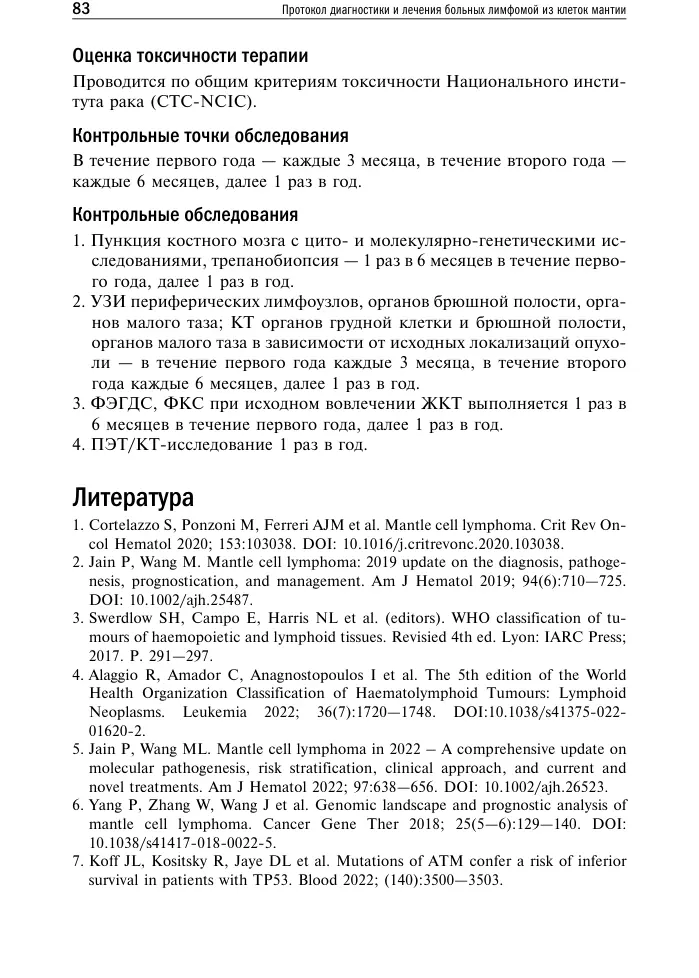 83
Протокол диагностики и лечения больных лимфомой из клеток мантии
Оценка токсичности терапии
Проводится по общим критериям токсичности Национального инсти-
тута рака (CTC-NCIC).
Контрольные точки обследования
В течение первого года — каждые 3 месяца, в течение второго года —
каждые 6 месяцев, далее 1 раз в год.
Контрольные обследования
1. Пункция костного мозга с цито- и молекулярно-генетическими ис-
следованиями, трепанобиопсия — 1 раз в 6 месяцев в течение перво-
го года, далее 1 раз в год.
2. УЗИ периферических лимфоузлов, органов брюшной полости, орга-
нов малого таза; КТ органов грудной клетки и брюшной полости,
органов малого таза в зависимости от исходных локализаций опухо-
ли — в течение первого года каждые 3 месяца, в течение второго
года каждые 6 месяцев, далее 1 раз в год.
3. ФЭГДС, ФКС при исходном вовлечении ЖКТ выполняется 1 раз в
6 месяцев в течение первого года, далее 1 раз в год.
4. ПЭТ/КТ-исследование 1 раз в год.
Литература
1. Cortelazzo S, Ponzoni M, Ferreri AJM et al. Mantle cell lymphoma. Crit Rev On-
col Hematol 2020; 153:103038. DOI: 10.1016/j.critrevonc.2020.103038.
2. Jain P, Wang M. Mantle cell lymphoma: 2019 update on the diagnosis, pathoge-
nesis, prognostication, and management. Am J Hematol 2019; 94(6):710—725.
DOI: 10.1002/ajh.25487.
3. Swerdlow SH, Campo E, Harris NL et al. (editors). WHO classification of tu-
mours of haemopoietic and lymphoid tissues. Revisied 4th ed. Lyon: IARC Press;
2017. P. 291—297.
4. Alaggio R, Amador C, Anagnostopoulos I et al. The 5th edition of the World
Health Organization Classification of Haematolymphoid Tumours: Lymphoid
Neoplasms. Leukemia 2022; 36(7):1720—1748. DOI:10.1038/s41375-022-
01620-2.
5. Jain P, Wang ML. Mantle cell lymphoma in 2022 – A comprehensive update on
molecular pathogenesis, risk stratification, clinical approach, and current and
novel treatments. Am J Hematol 2022; 97:638—656. DOI: 10.1002/ajh.26523.
6. Yang P, Zhang W, Wang J et al. Genomic landscape and prognostic analysis of
mantle cell lymphoma. Cancer Gene Ther 2018; 25(5—6):129—140. DOI:
10.1038/s41417-018-0022-5.
7. Koff JL, Kositsky R, Jaye DL et al. Mutations of ATM confer a risk of inferior
survival in patients with TP53. Blood 2022; (140):3500—3503.